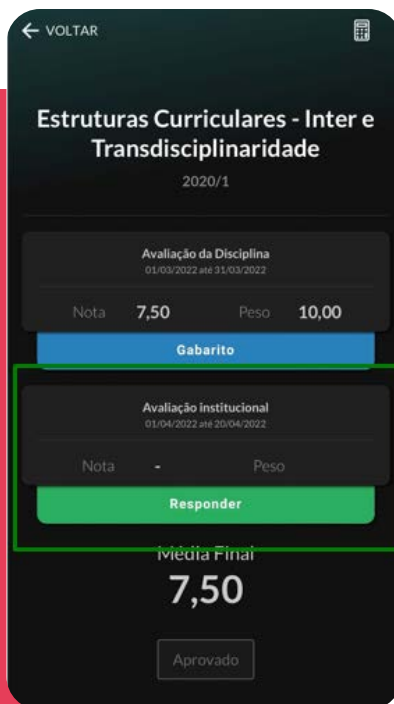 VOLTAR
Estruturas Curriculares - Inter e
Transdisciplinaridade
2020/1
Avaliação da Disciplina
01/03/2022 até 31/03/2022
Nota 7,50 Peso 10,00
Gabarito
Avaliação institucional
01/04/2022 até 20/04/2022
Nota - Peso
Responder
Média Final
7,50
Aprovado